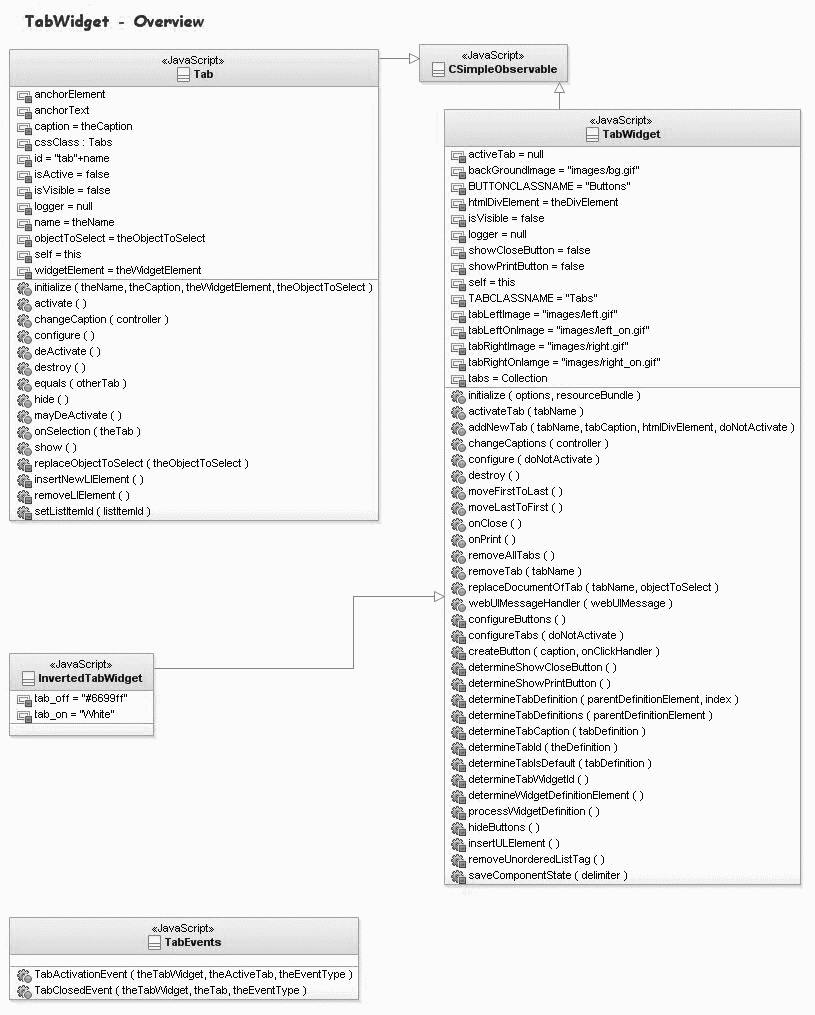 TabWidget - Overview
«JavaScript»
Tab
anchorElement
anchorText
caption = theCaption
cssClass : Tabs
id = "tab"+name
isActive = false
isVisible = false
logger = null
name = theName
objectToSelect = theObjectToSelect
self = this
widgetElement = theWidgetElement
initialize ( theName, theCaption, theWidgetElement, theObjectToSelect )
activate ( )
changeCaption ( controller )
configure ( )
deActivate ( )
destroy ( )
equals ( otherTab )
hide ( )
mayDeActivate ( )
onSelection ( theTab )
show ( )
replaceObjectToSelect ( theObjectToSelect )
insertNewLIElement ( )
removeLIElement ( )
setListItemId ( listItemId )
«JavaScript»
CSimpleObservable
«JavaScript»
TabWidget
activeTab = null
backGroundImage = "images/bg.gif"
BUTTONCLASSNAME = "Buttons"
htmlDivElement = theDivElement
isVisible = false
logger = null
showCloseButton = false
showPrintButton = false
self = this
TABCLASSNAME = "Tabs"
tabLeftImage = "images/left.gif"
tabLeftOnImage = "images/left_on.gif"
tabRightImage = "images/right.gif"
tabRightOnIamge = "images/right_on.gif"
tabs = Collection
initialize ( options, resourceBundle )
activateTab ( tabName )
addNewTab ( tabName, tabCaption, htmlDivElement, doNotActivate )
changeCaptions ( controller )
configure ( doNotActivate )
destroy ( )
moveFirstToLast ( )
moveLastToFirst ( )
onClose ( )
onPrint ( )
removeAllTabs ( )
removeTab ( tabName )
replaceDocumentOfTab ( tabName, objectToSelect )
webUIMessageHandler ( webUIMessage )
configureButtons ( )
configureTabs ( doNotActivate )
createButton ( caption, onClickHandler )
determineShowCloseButton ( )
determineShowPrintButton ( )
determineTabDefinition ( parentDefinitionElement, index )
determineTabDefinitions ( parentDefinitionElement )
determineTabCaption ( tabDefinition )
determineTabId ( theDefinition )
determineTabIsDefault ( tabDefinition )
determineTabWidgetId ( )
determineWidgetDefinitionElement ( )
processWidgetDefinition ( )
hideButtons ( )
insertULElement ( )
removeUnorderedListTag ( )
saveComponentState ( delimiter )
«JavaScript»
InvertedTabWidget
tab_off = "#6699ff"
tab_on = "White"
«JavaScript»
TabEvents
TabActivationEvent ( theTabWidget, theActiveTab, theEventType )
TabClosedEvent ( theTabWidget, theTab, theEventType )